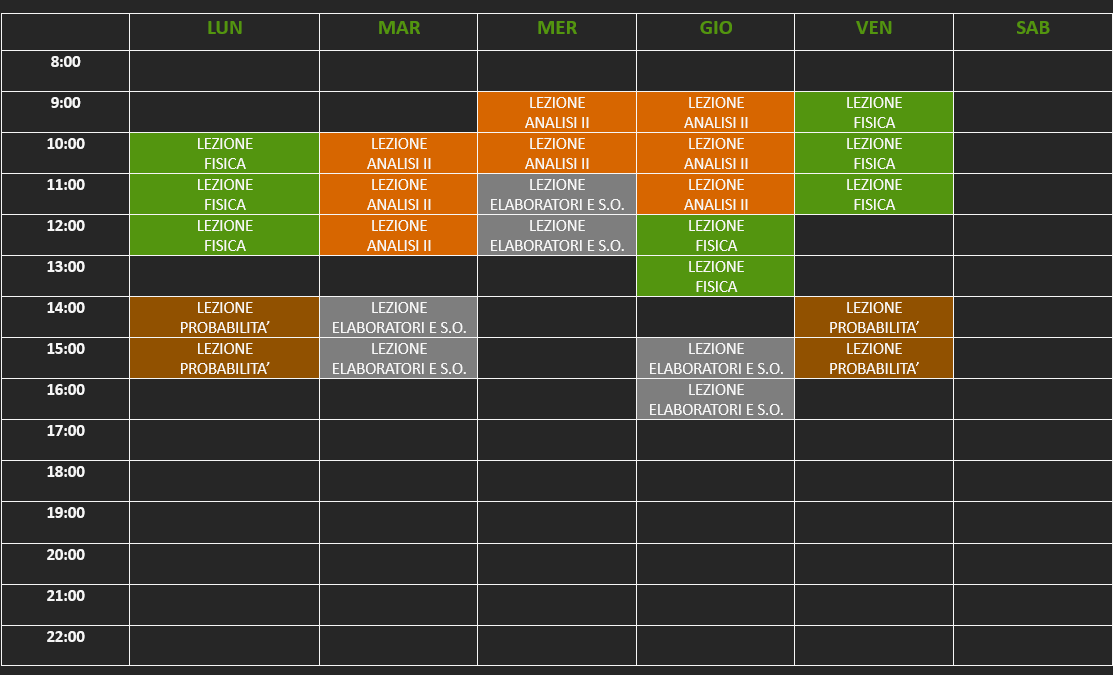 LUN MAR MER GIO VEN SAB
8:00
9:00 LEZIONE LEZIONE LEZIONE
ANALISI II ANALISI II FISICA
10:00 LEZIONE LEZIONE LEZIONE LEZIONE LEZIONE
FISICA ANALISI II ANALISI II ANALISI II FISICA
11:00 LEZIONE LEZIONE LEZIONE LEZIONE LEZIONE
FISICA ANALISI II ELABORATORI E S.O. ANALISI II FISICA
12:00 LEZIONE LEZIONE LEZIONE LEZIONE
FISICA ANALISI II ELABORATORI E S.O. FISICA
13:00 LEZIONE
FISICA
14:00 LEZIONE LEZIONE LEZIONE
PROBABILITA’ ELABORATORI E S.O. PROBABILITA’
15:00 LEZIONE LEZIONE LEZIONE LEZIONE
PROBABILITA’ ELABORATORI E S.O. ELABORATORI E S.O. PROBABILITA’
16:00 LEZIONE
ELABORATORI E S.O.
17:00
18:00
19:00
20:00
21:00
22:00